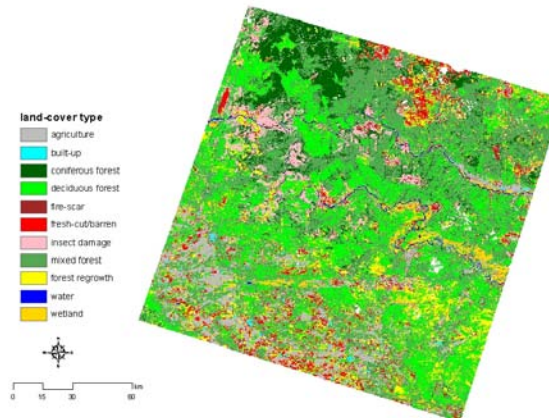 land-cover type
agriculture
built-up
coniferous forest
deciduous forest
fire-scar
fresh-cut/barren
insect damage
mixed forest
forest regrowth
water
wetland
km
0 15 30 60